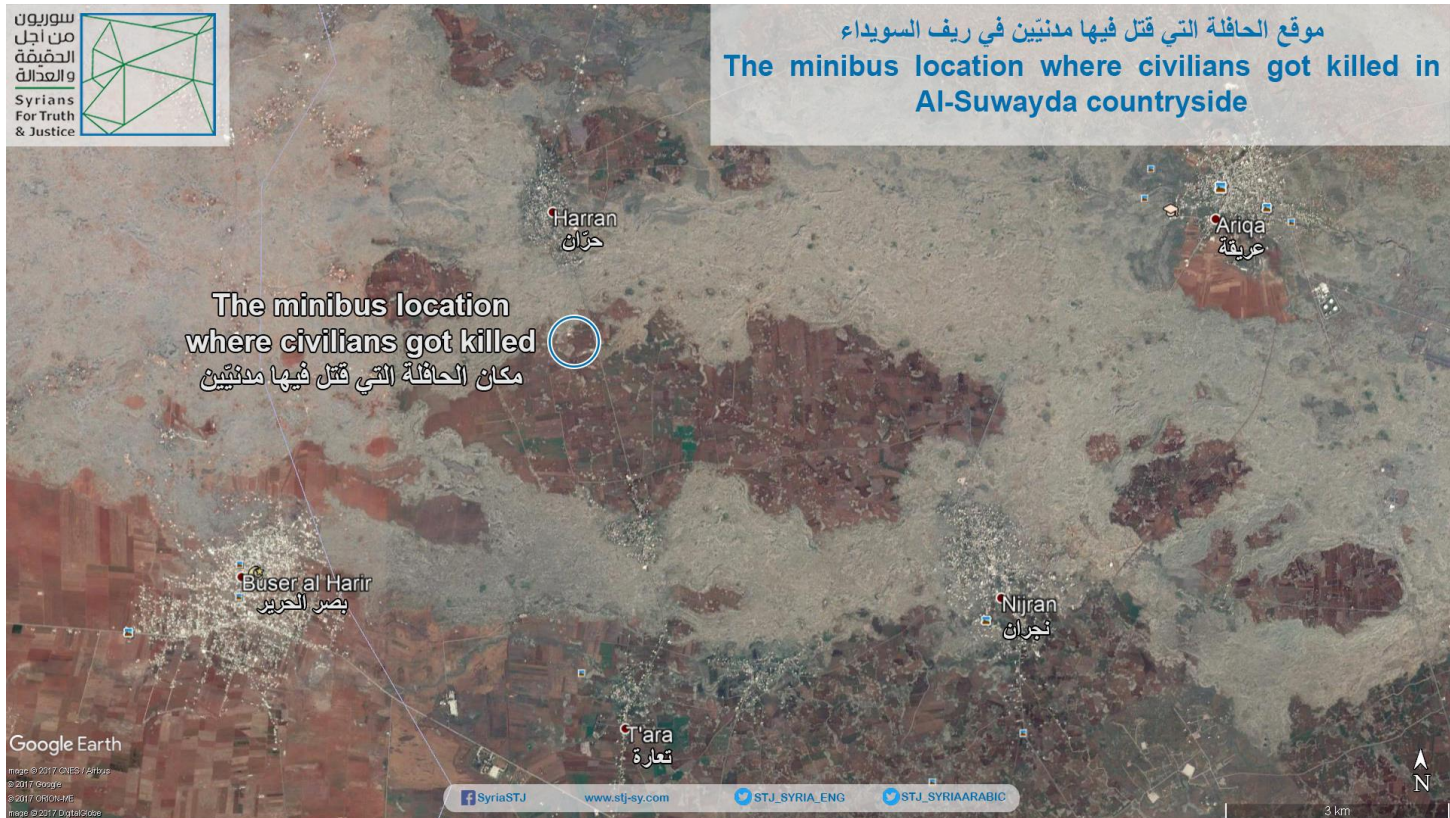 سوريون
من أجل
الحقيقة
والعدالة
Syrians
For Truth
& Justice
موقع الحافلة التي قتل فيها مدنيّين في ريف السويداء
The minibus location where civilians got killed in
Al-Suwayda countryside
Harran
حرّان
Ariqa
عريقة
The minibus location
where civilians got killed
مكان الحافلة التي قتل فيها مدنيّين
Buser al Harir
بصر الحرير
Nijran
نجران
T'ara
تعارة
Google Earth
Image © 2017 CNES / Airbus
© 2017 Google
© 2017 ORION-ME
Image © 2017 DigitalGlobe
SyriaSTJ www.stj-sy.com STJ_SYRIA_ENG STJ_SYRIAARABIC
N
3 km